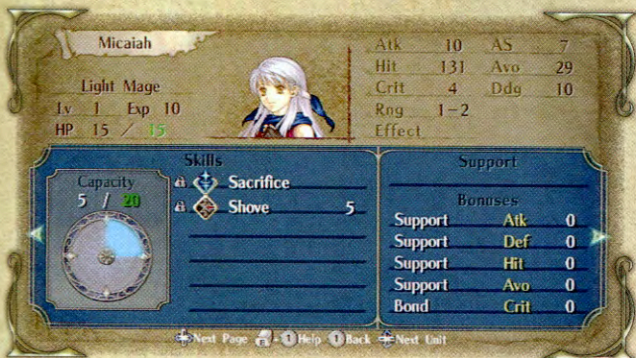 Micaiah
Light Mage
Lv 1 Exp 10
HP 15 / 15
Atk 10 AS 7
Hit 131 Avo 29
Crit 4 Ddg 10
Rng 1-2
Effect
Skills
Capacity
5 / 20
Sacrifice
Shove 5
Support
Bonuses
Support Atk 0
Support Def 0
Support Hit 0
Support Avo 0
Bond Crit 0
Next Page - 1 Help 1 Back Next Unit